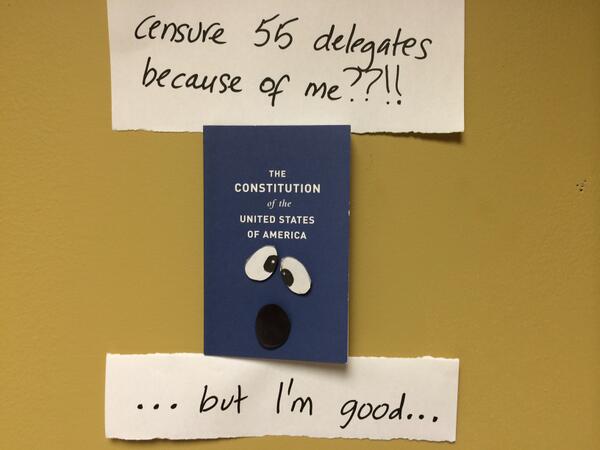 censure 55 delegates
because of me??!!
THE
CONSTITUTION
of the
UNITED STATES
OF AMERICA
... but I'm good...